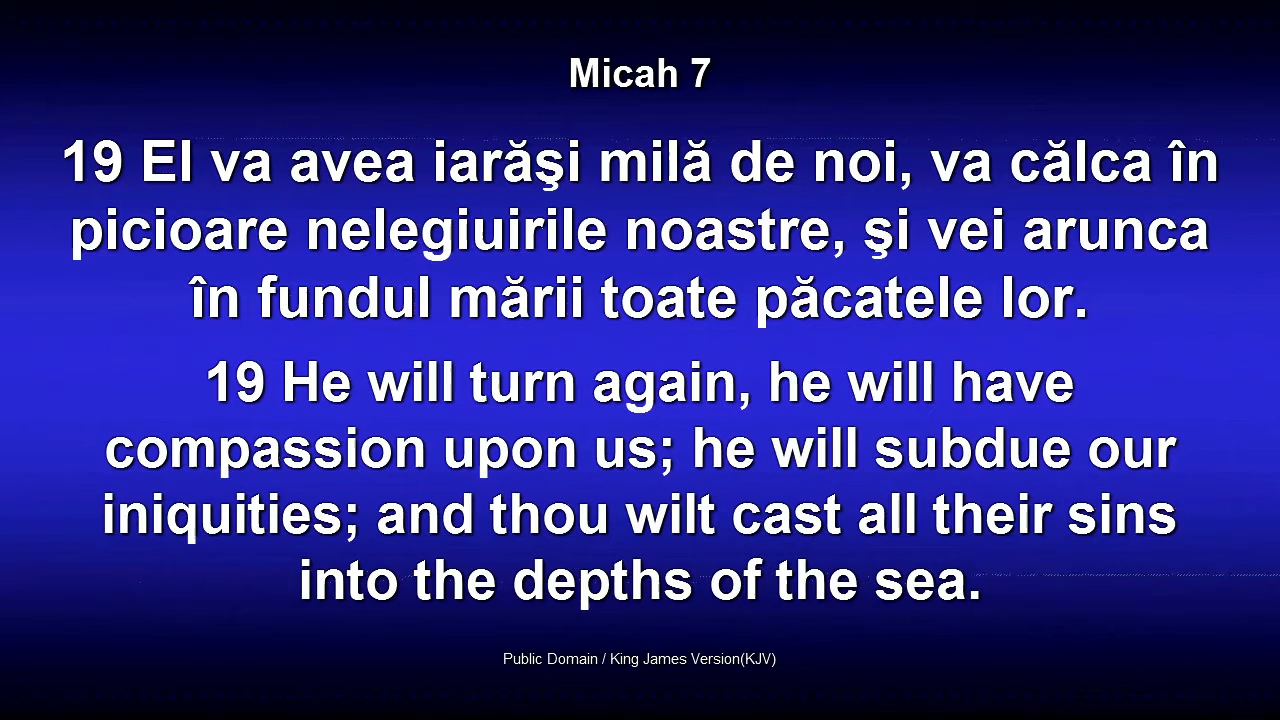 Micah 7
19 El va avea iarăşi milă de noi, va călca în
picioare nelegiuirile noastre, şi vei arunca
în fundul mării toate păcatele lor.
19 He will turn again, he will have
compassion upon us; he will subdue our
iniquities; and thou wilt cast all their sins
into the depths of the sea.
Public Domain / King James Version(KJV)